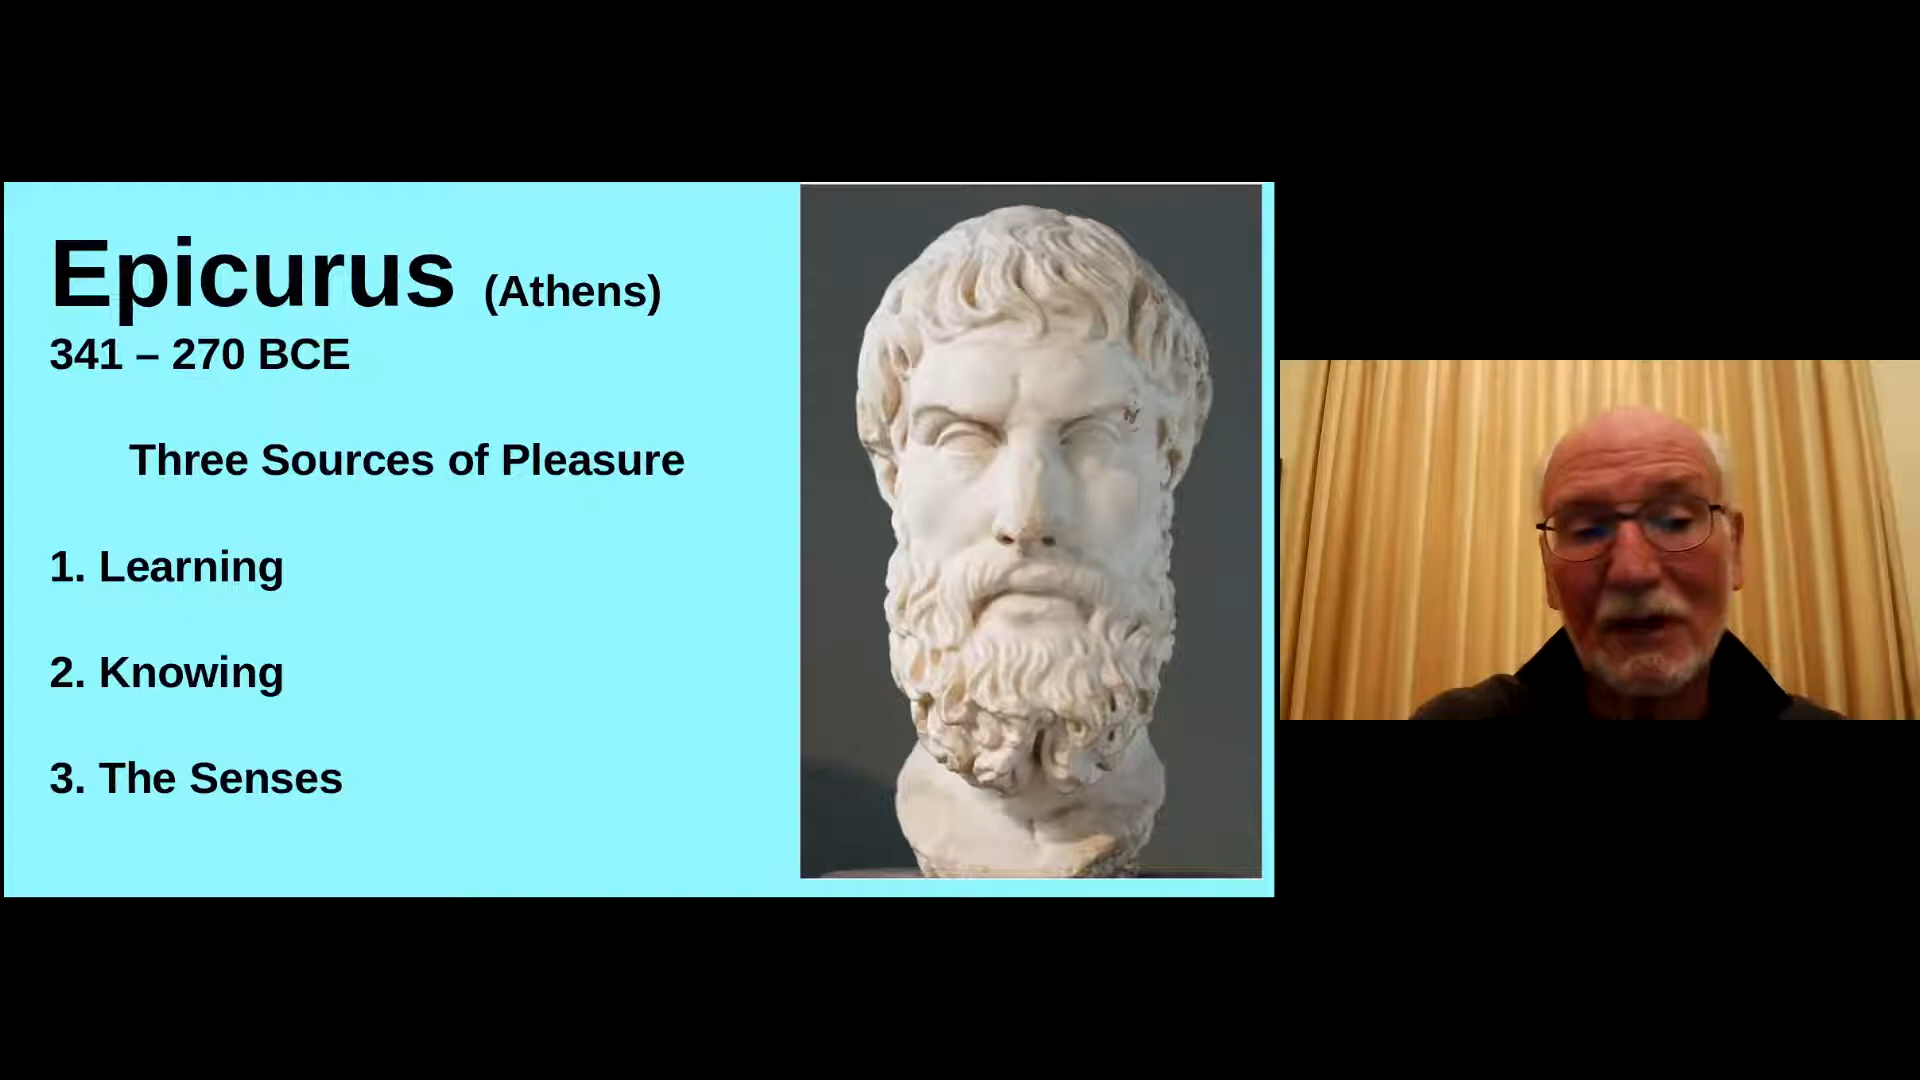 Epicurus (Athens)
341 – 270 BCE
Three Sources of Pleasure
1. Learning
2. Knowing
3. The Senses